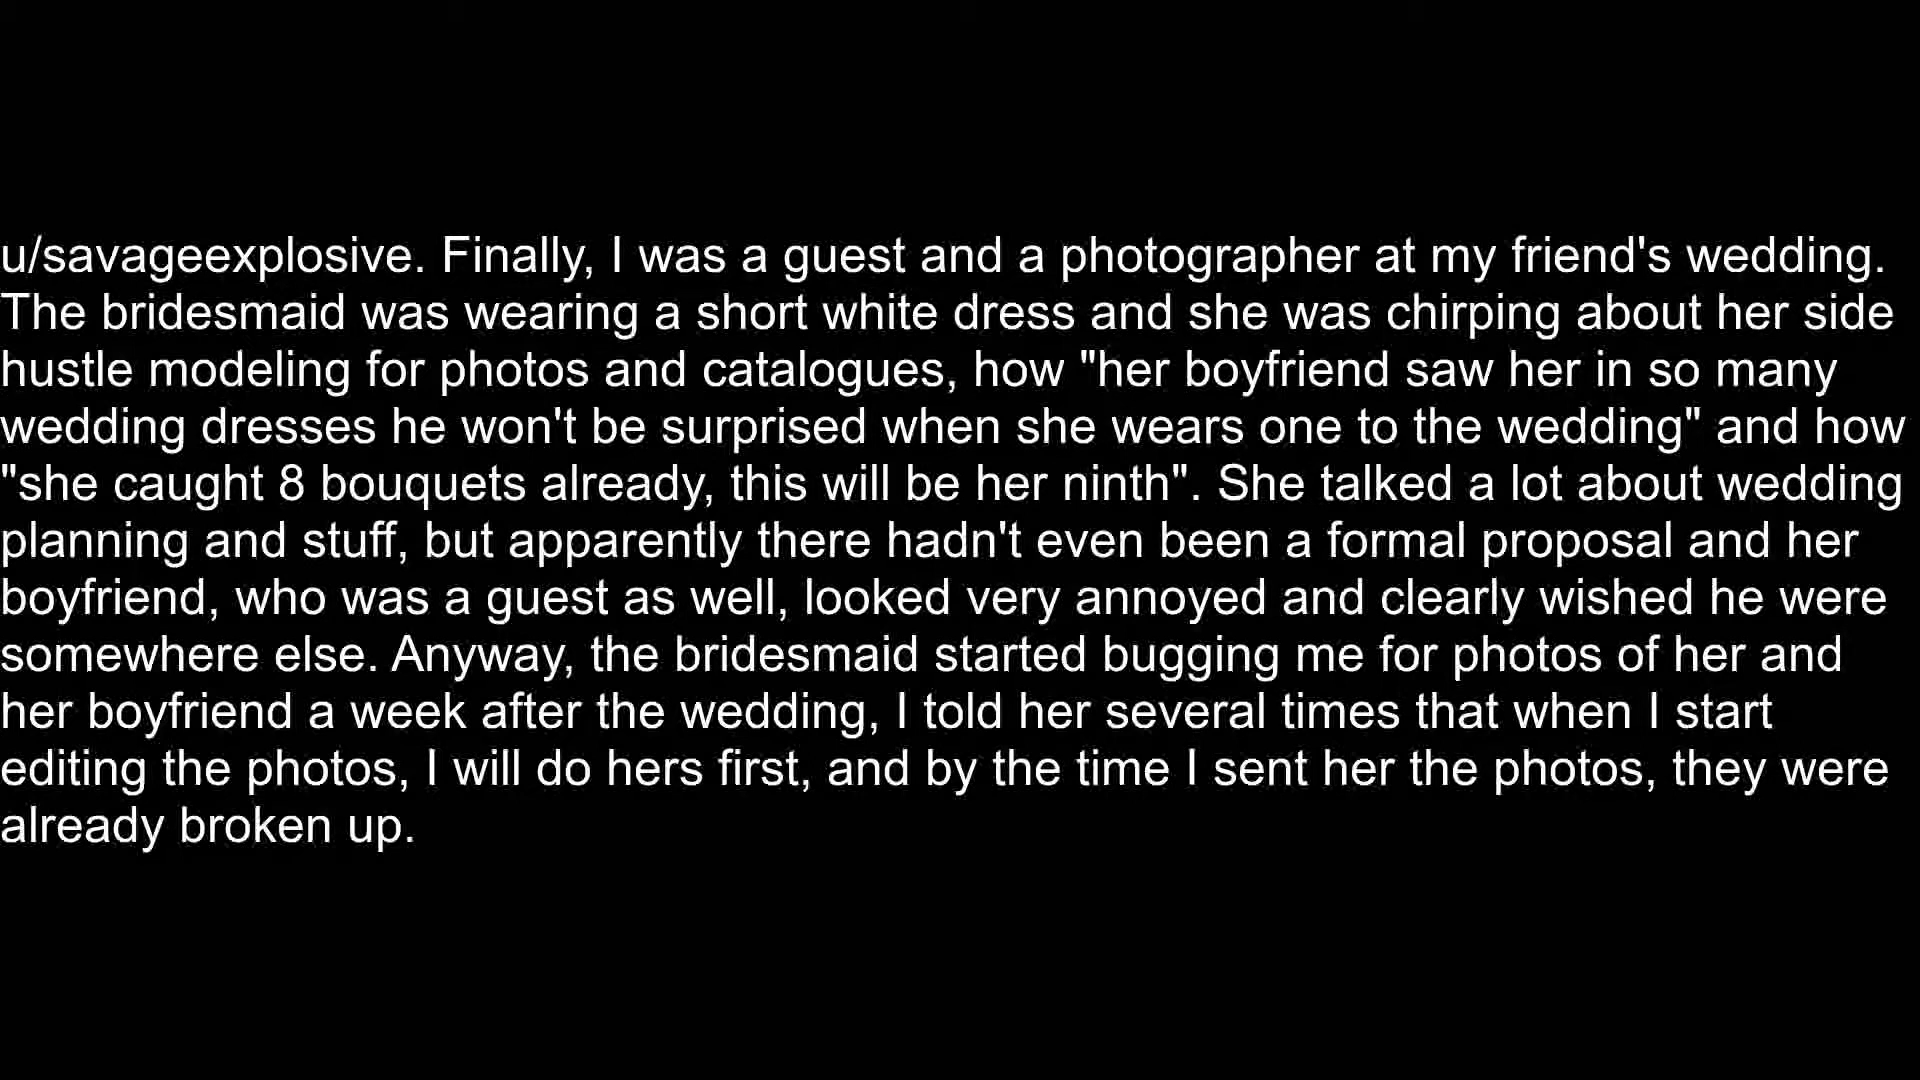 u/savageexplosive. Finally, I was a guest and a photographer at my friend's wedding.
The bridesmaid was wearing a short white dress and she was chirping about her side
hustle modeling for photos and catalogues, how "her boyfriend saw her in so many
wedding dresses he won't be surprised when she wears one to the wedding" and how
"she caught 8 bouquets already, this will be her ninth". She talked a lot about wedding
planning and stuff, but apparently there hadn't even been a formal proposal and her
boyfriend, who was a guest as well, looked very annoyed and clearly wished he were
somewhere else. Anyway, the bridesmaid started bugging me for photos of her and
her boyfriend a week after the wedding, I told her several times that when I start
editing the photos, I will do hers first, and by the time I sent her the photos, they were
already broken up.